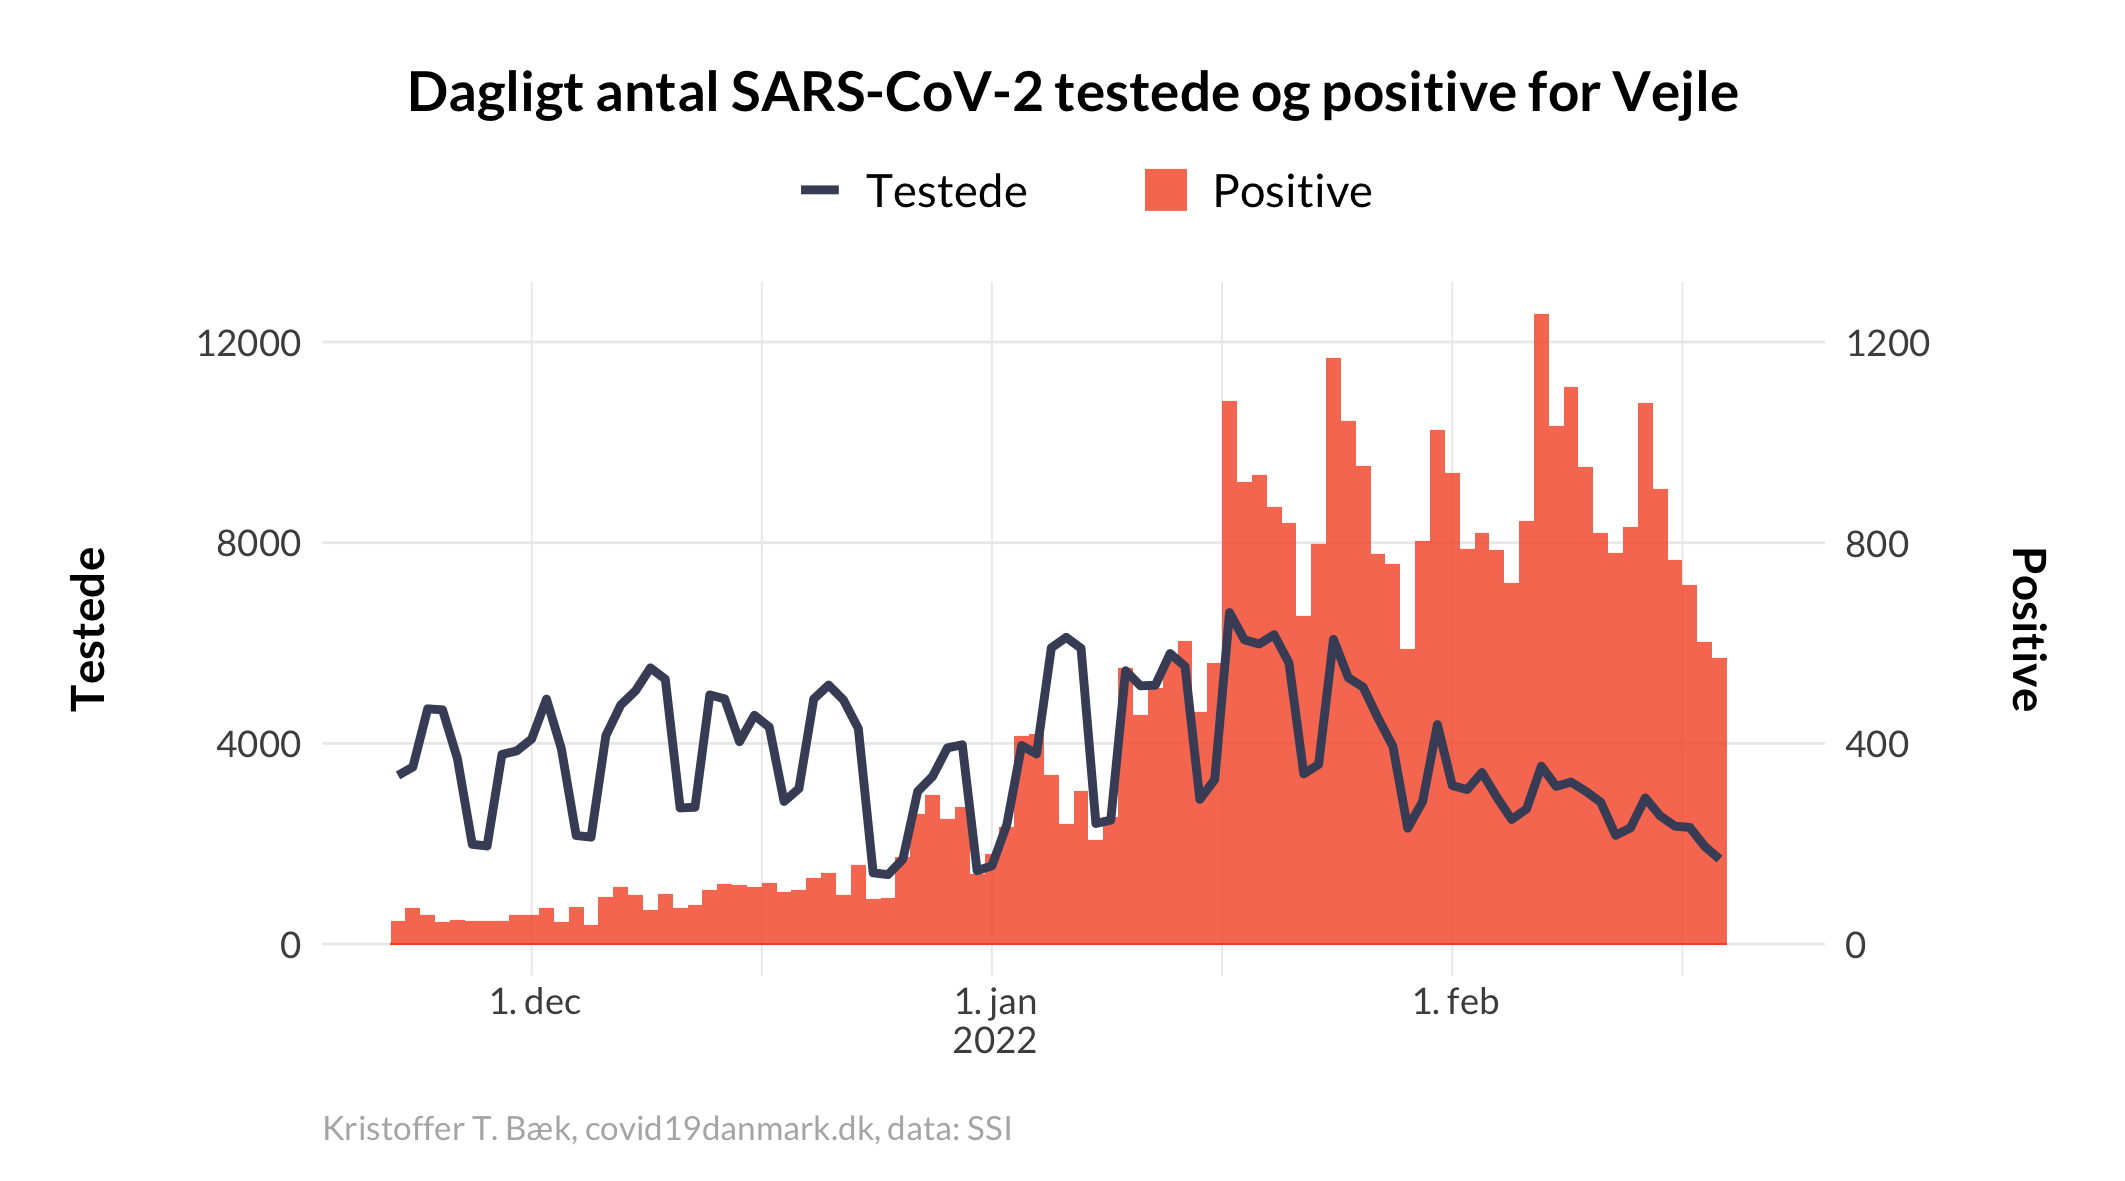 Dagligt antal SARS-CoV-2 testede og positive for Vejle
Testede
Positive
12000
8000
4000
0
1200
800
400
0
Testede
Positive
1. dec
1. jan
2022
1. feb
Kristoffer T. Bæk, covid19danmark.dk, data: SSI